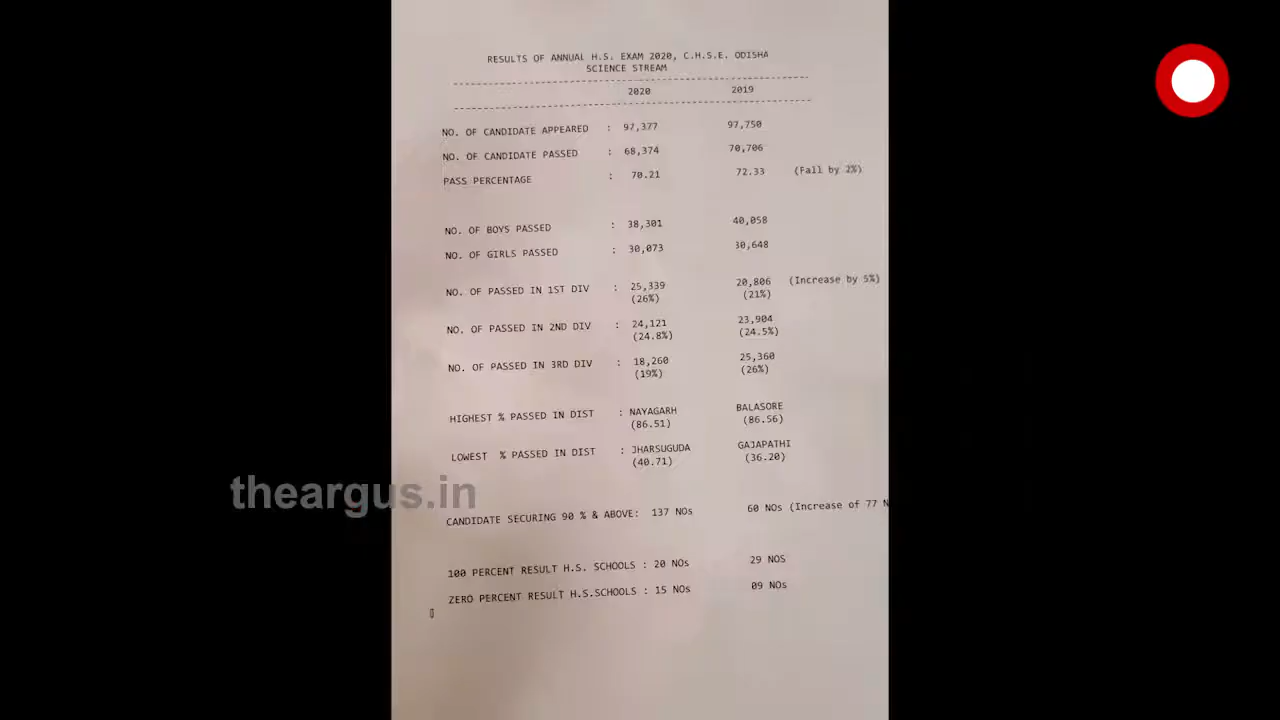 RESULTS OF ANNUAL H.S. EXAM 2020, C.H.S.E. ODISHA
SCIENCE STREAM
2020 2019
NO. OF CANDIDATE APPEARED : 97,377 97,750
NO. OF CANDIDATE PASSED : 68,374 70,706
PASS PERCENTAGE : 70.21 72.33 (Fall by 2%)
NO. OF BOYS PASSED : 38,301 40,058
NO. OF GIRLS PASSED : 30,073 30,648
NO. OF PASSED IN 1ST DIV : 25,339 20,806 (Increase by 5%)
(26%) (21%)
NO. OF PASSED IN 2ND DIV : 24,121 23,904
(24.8%) (24.5%)
NO. OF PASSED IN 3RD DIV : 18,260 25,360
(19%) (26%)
HIGHEST % PASSED IN DIST : NAYAGARH BALASORE
(86.51) (86.56)
LOWEST % PASSED IN DIST : JHARSUGUDA GAJAPATHI
(40.71) (36.20)
theargus.in
CANDIDATE SECURING 90 % & ABOVE: 137 NOs 60 NOs (Increase of 77 N
100 PERCENT RESULT H.S. SCHOOLS : 20 NOs 29 NOS
ZERO PERCENT RESULT H.S.SCHOOLS : 15 NOs 09 NOs